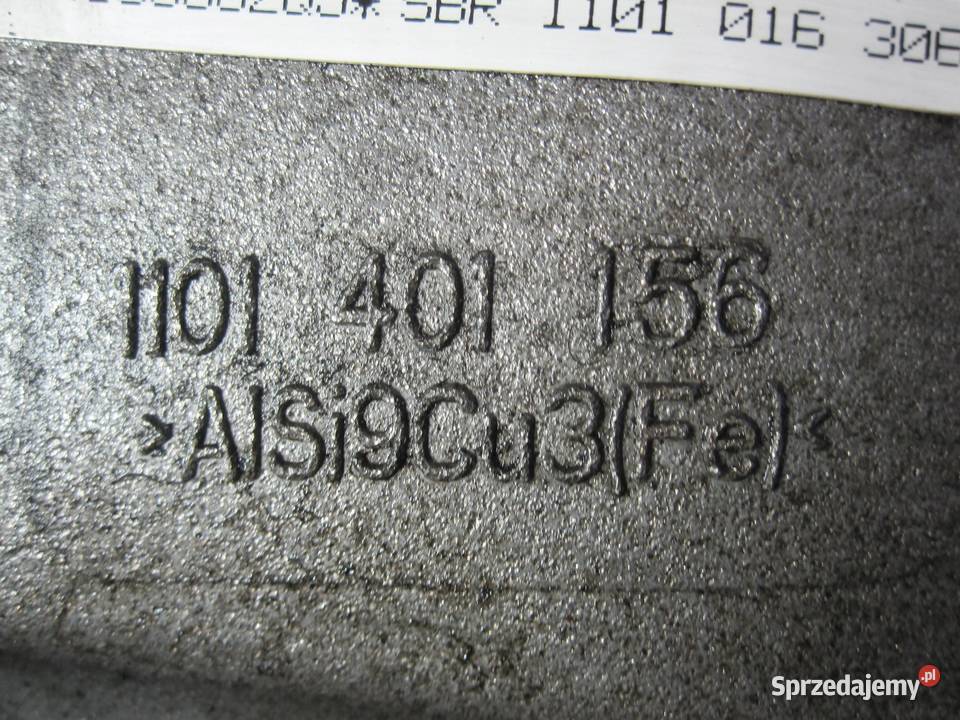 SBR 1101 016
1101 401 156
>AlSi9Cu3(Fe)<
Sprzedajemy.pl